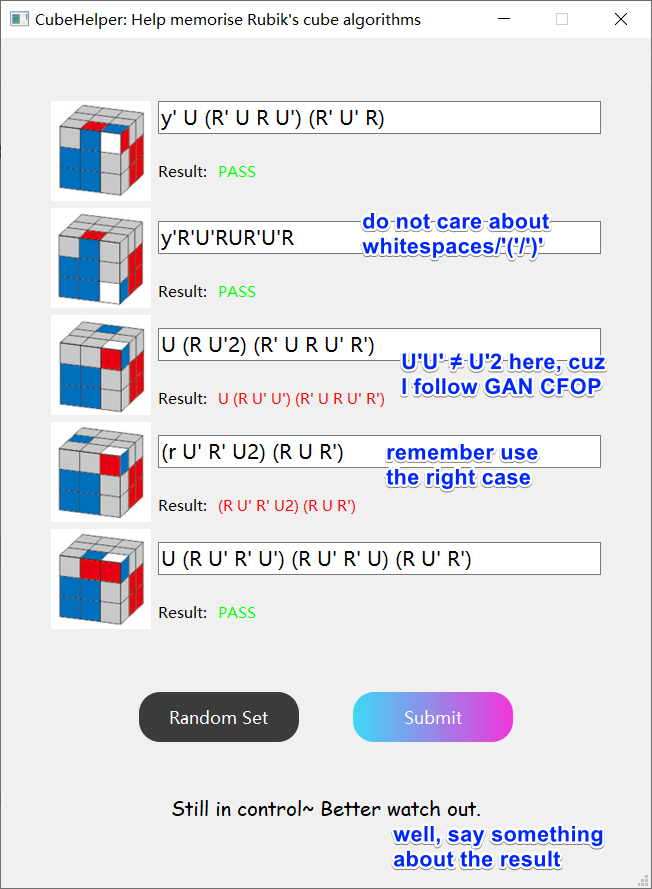 CubeHelper: Help memorise Rubik's cube algorithms
y' U (R' U R U') (R' U' R)
Result: PASS
y'R'U'RUR'U'R
do not care about
whitespaces/'('/')'
Result: PASS
U (R U'2) (R' U R U' R')
U'U' ≠ U'2 here, cuz
I follow GAN CFOP
Result: U (R U' U') (R' U R U' R')
(r U' R' U2) (R U R')
remember use
the right case
Result: (R U' R' U2) (R U R')
U (R U' R' U') (R U' R' U) (R U' R')
Result: PASS
Random Set
Submit
Still in control~ Better watch out.
well, say something
about the result